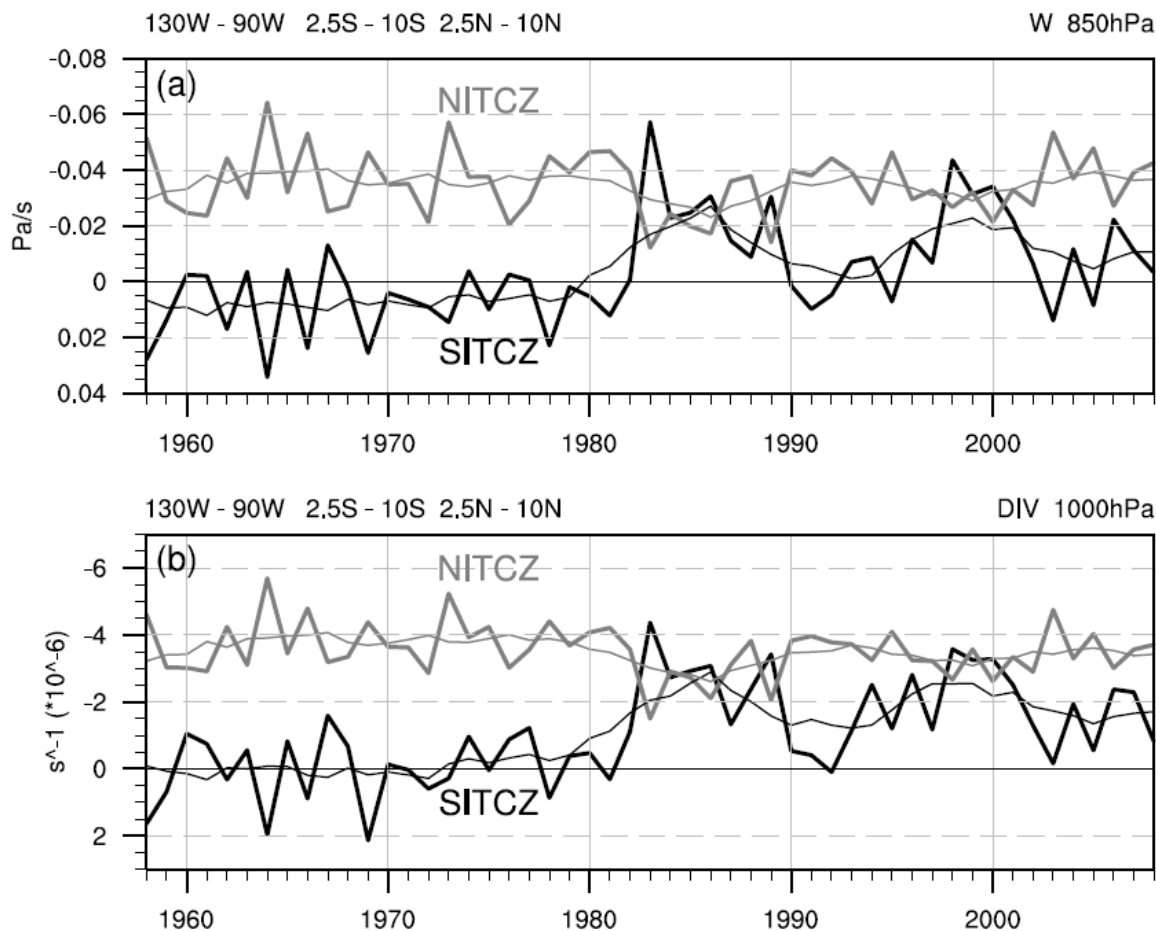 130W - 90W 2.5S - 10S 2.5N - 10N W 850hPa
(a)
NITCZ
SITCZ
Pa/s
-0.08
-0.06
-0.04
-0.02
0
0.02
0.04
1960 1970 1980 1990 2000
130W - 90W 2.5S - 10S 2.5N - 10N DIV 1000hPa
(b)
NITCZ
SITCZ
s^-1 (*10^-6)
-6
-4
-2
0
2
1960 1970 1980 1990 2000